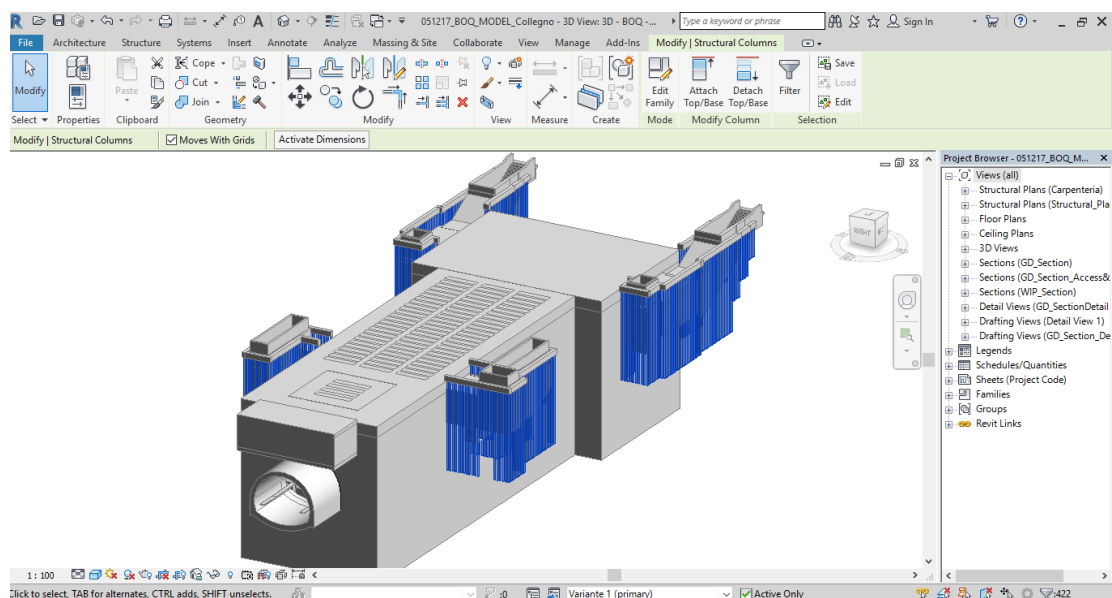 051217_BOQ_MODEL_Collegno - 3D View: 3D - BOQ -... Type a keyword or phrase Sign In
File Architecture Structure Systems Insert Annotate Analyze Massing & Site Collaborate View Manage Add-Ins Modify | Structural Columns
Modify Paste Cope Cut Join Edit Family Attach Top/Base Detach Top/Base Filter Save Load Edit
Select Properties Clipboard Geometry Modify View Measure Create Mode Modify Column Selection
Modify | Structural Columns Moves With Grids Activate Dimensions
Project Browser - 051217_BOQ_M...
Views (all)
Structural Plans (Carpenteria)
Structural Plans (Structural_Pla
Floor Plans
Ceiling Plans
3D Views
Sections (GD_Section)
Sections (GD_Section_Access&
Sections (WIP_Section)
Detail Views (GD_SectionDetail
Drafting Views (Detail View 1)
Drafting Views (GD_Section_De
Legends
Schedules/Quantities
Sheets (Project Code)
Families
Groups
Revit Links
RIGHT
1 : 100
Click to select, TAB for alternates, CTRL adds, SHIFT unselects. :0 Variante 1 (primary) Active Only :422